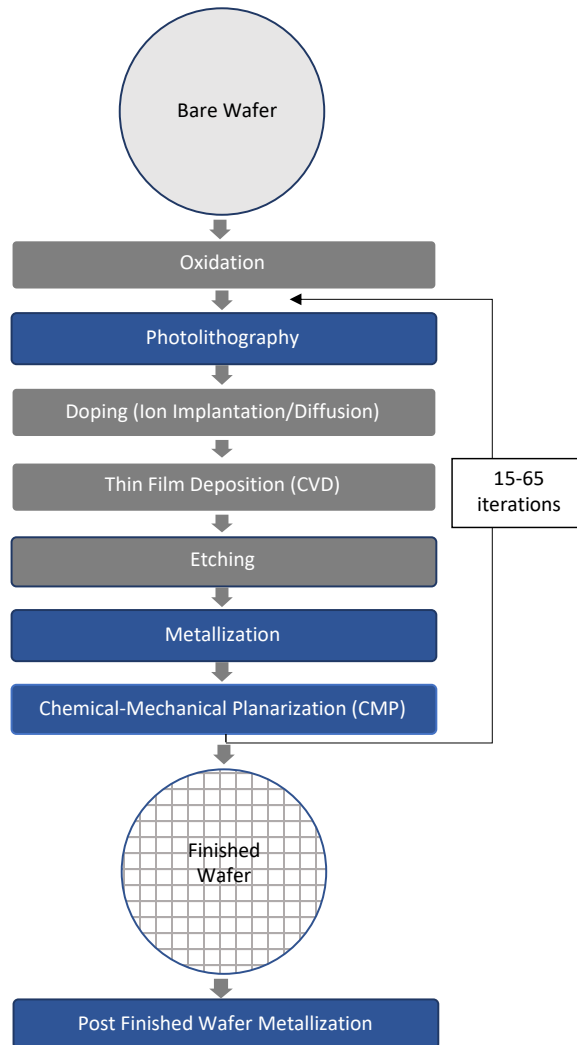 Bare Wafer
Oxidation
Photolithography
Doping (Ion Implantation/Diffusion)
Thin Film Deposition (CVD)
15-65
iterations
Etching
Metallization
Chemical-Mechanical Planarization (CMP)
Finished
Wafer
Post Finished Wafer Metallization